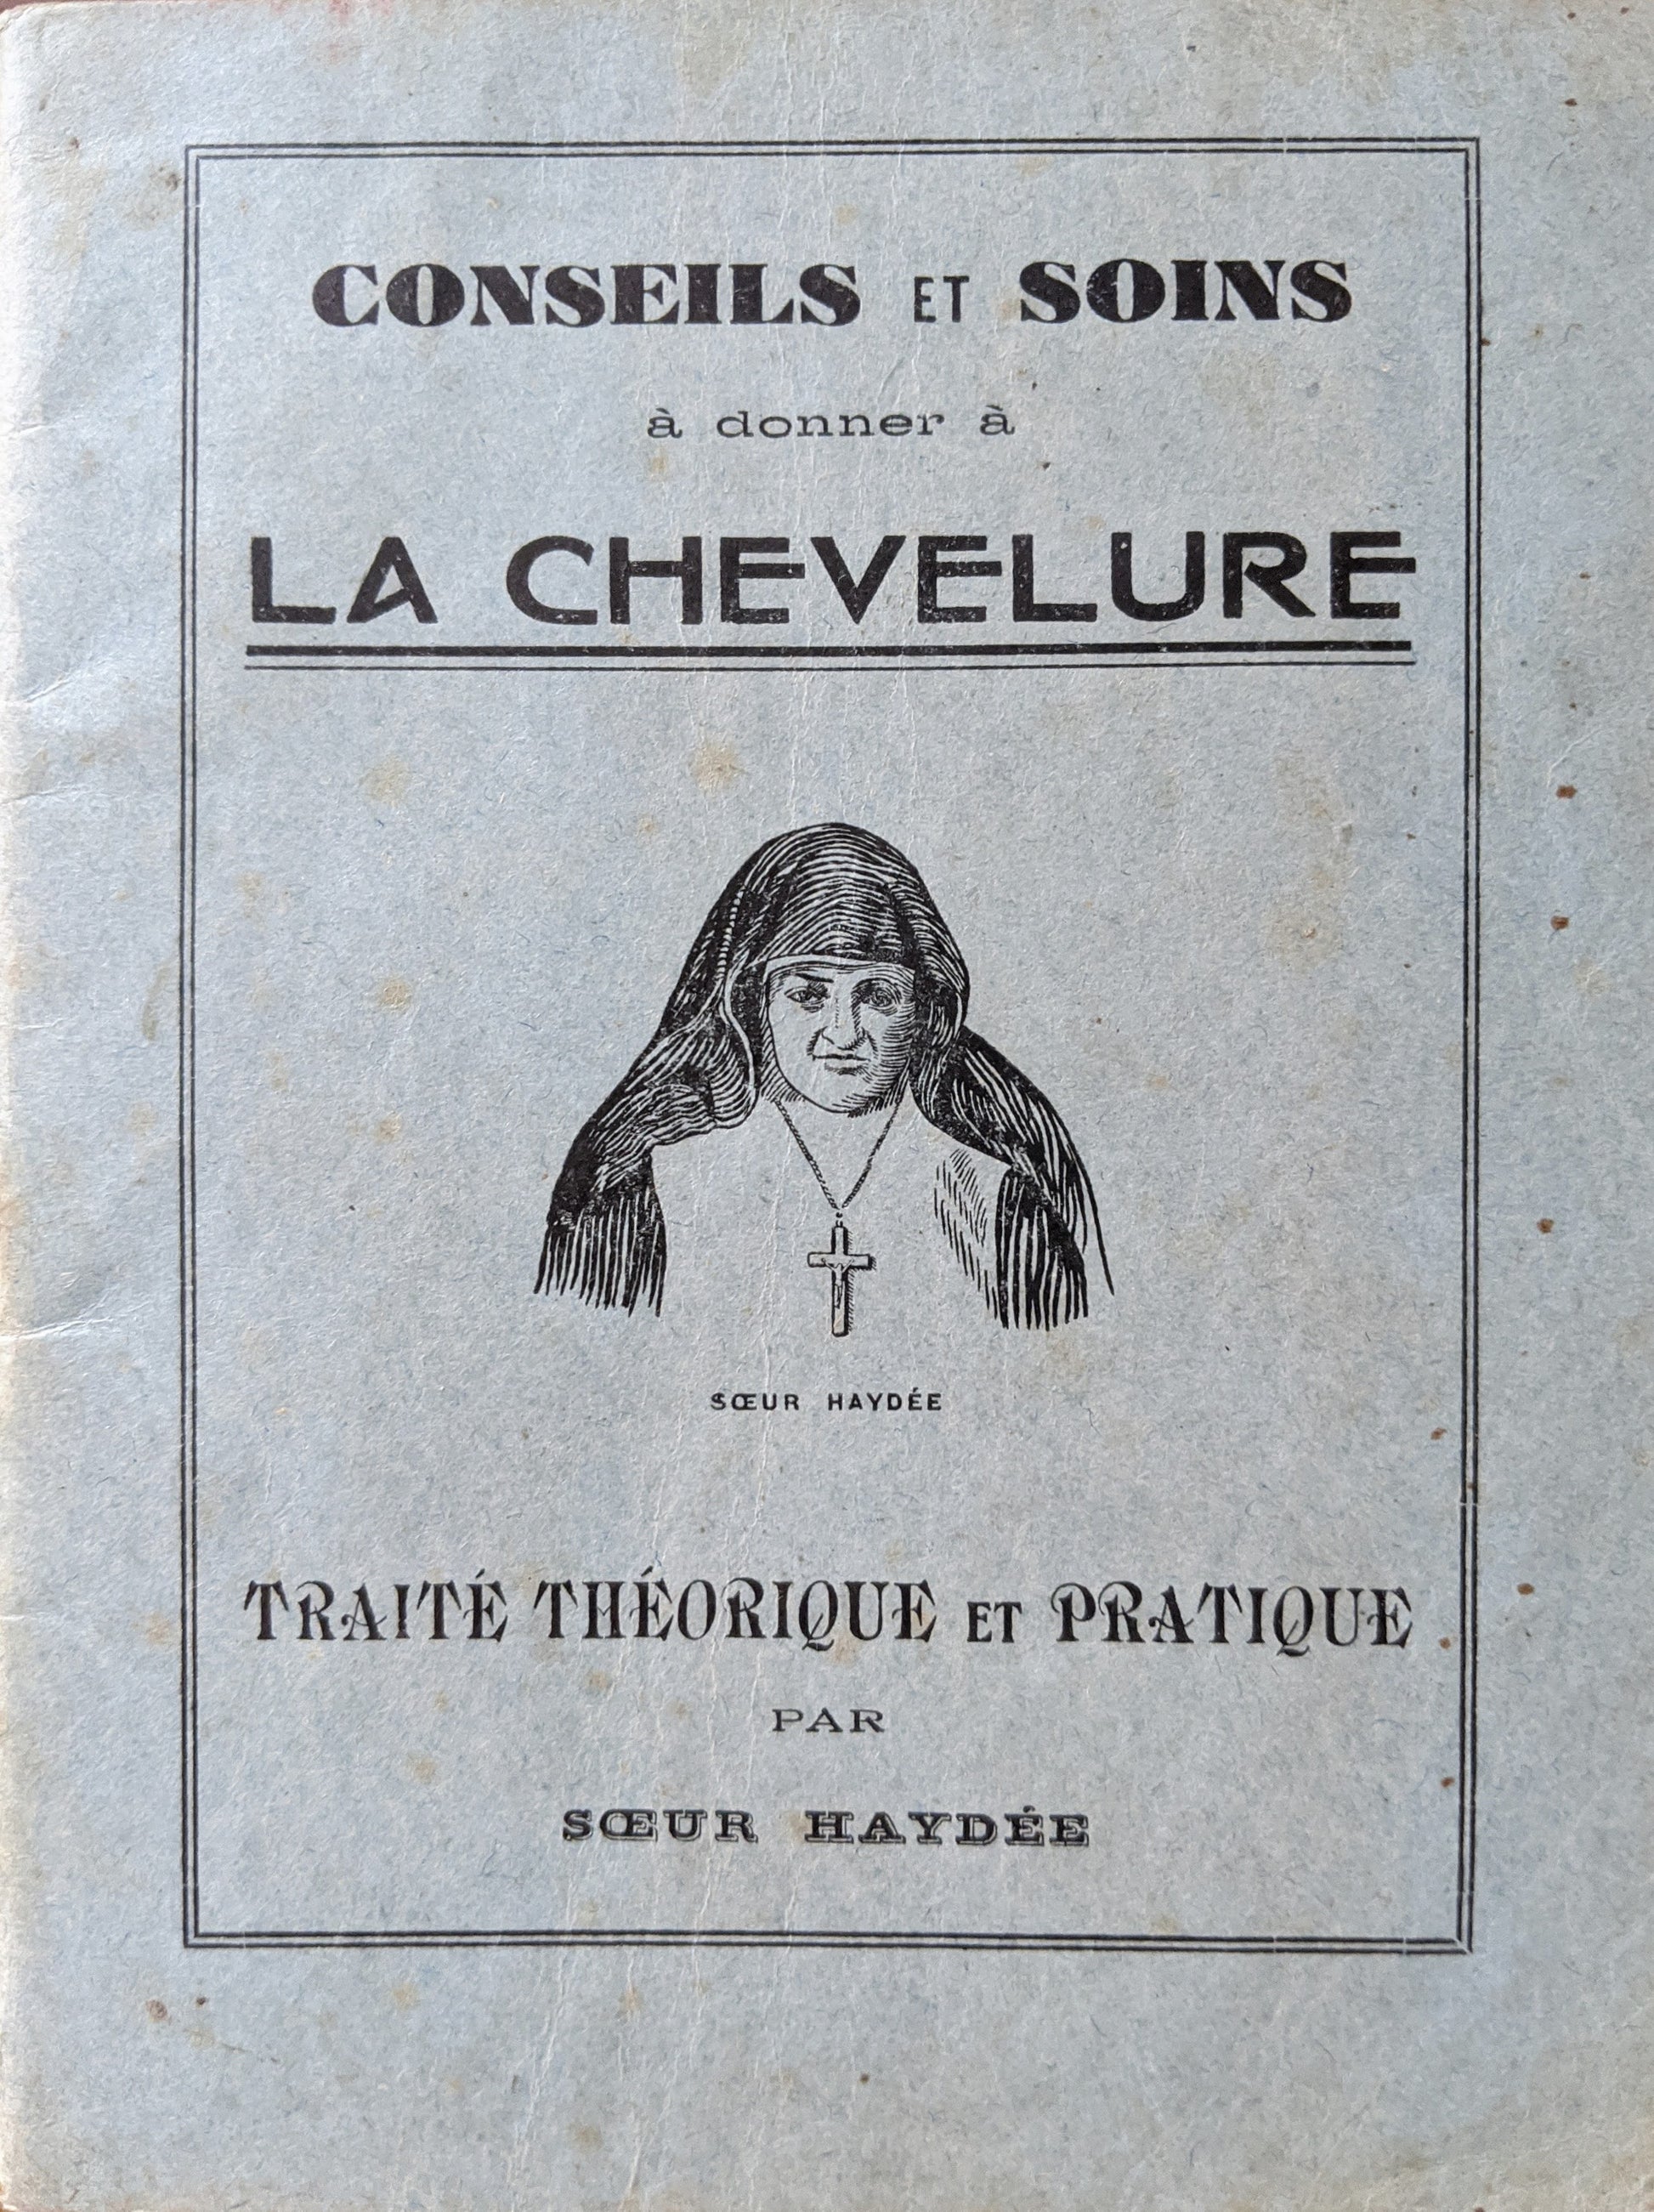 CONSEILS ET SOINS
à donner à
LA CHEVELURE
SŒUR HAYDÉE
TRAITÉ THÉORIQUE ET PRATIQUE
PAR
SŒUR HAYDÉE